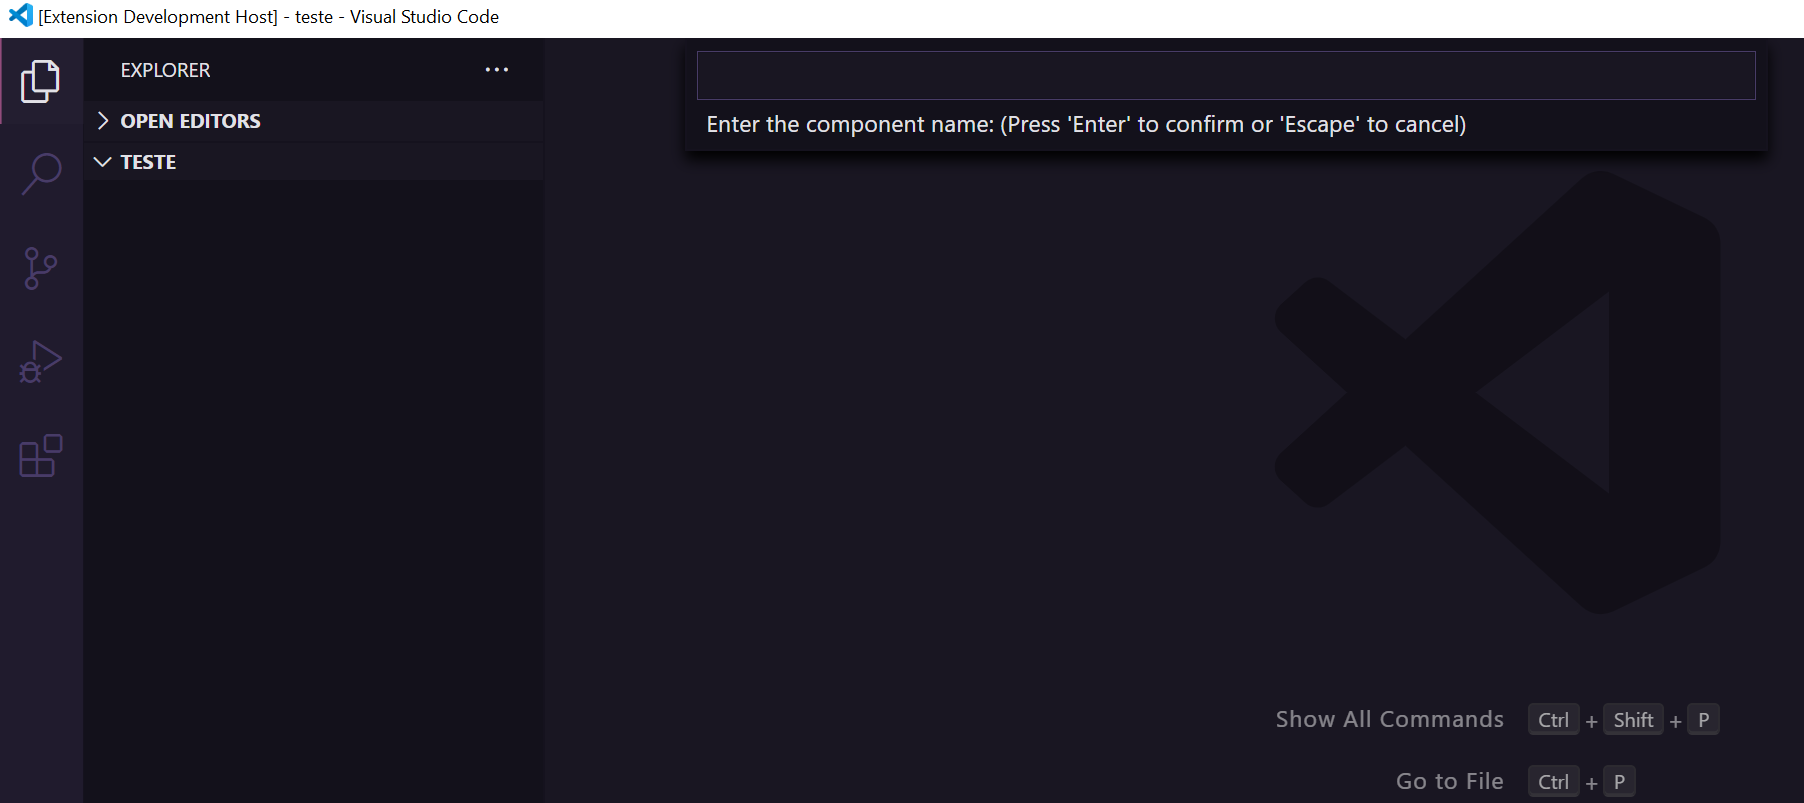 [Extension Development Host] - teste - Visual Studio Code
EXPLORER
OPEN EDITORS
TESTE
Enter the component name: (Press 'Enter' to confirm or 'Escape' to cancel)
Show All Commands Ctrl + Shift + P
Go to File Ctrl + P